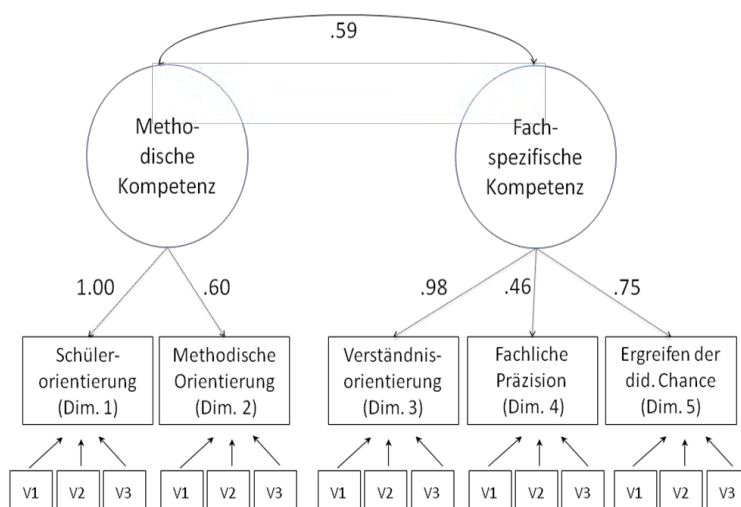 .59
Metho-
dische
Kompetenz
Fach-
spezifische
Kompetenz
1.00
.60
.98
.46
.75
Schüler-
orientierung
(Dim. 1)
Methodische
Orientierung
(Dim. 2)
Verständnis-
orientierung
(Dim. 3)
Fachliche
Präzision
(Dim. 4)
Ergreifen der
did. Chance
(Dim. 5)
V1 V2 V3
V1 V2 V3
V1 V2 V3
V1 V2 V3
V1 V2 V3